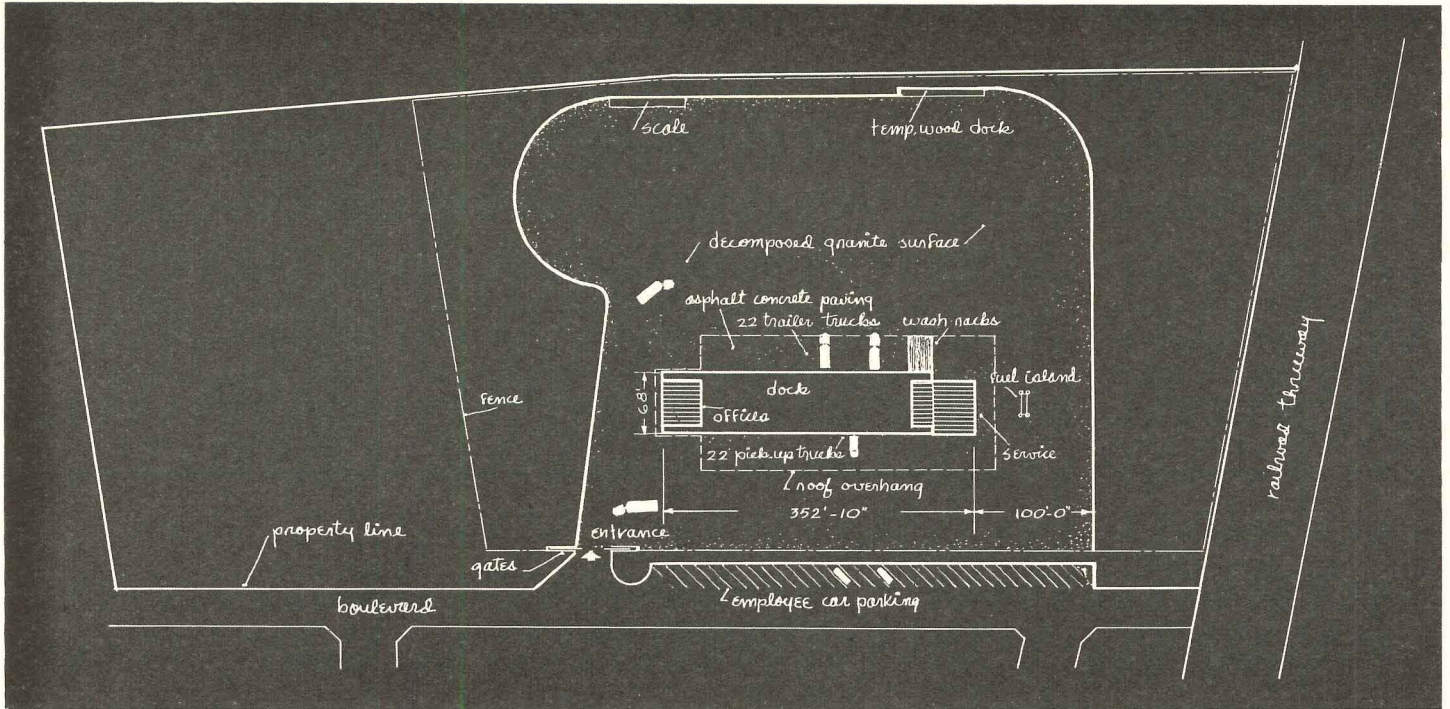 scale
temp. wood dock
decomposed granite surface
asphalt concrete paving
22 trailer trucks
wash racks
dock
fuel island
68'
offices
fence
22 pick-up trucks
service
roof overhang
352'-10"
100'-0"
railroad thruway
property line
entrance
gates
employee car parking
boulevard